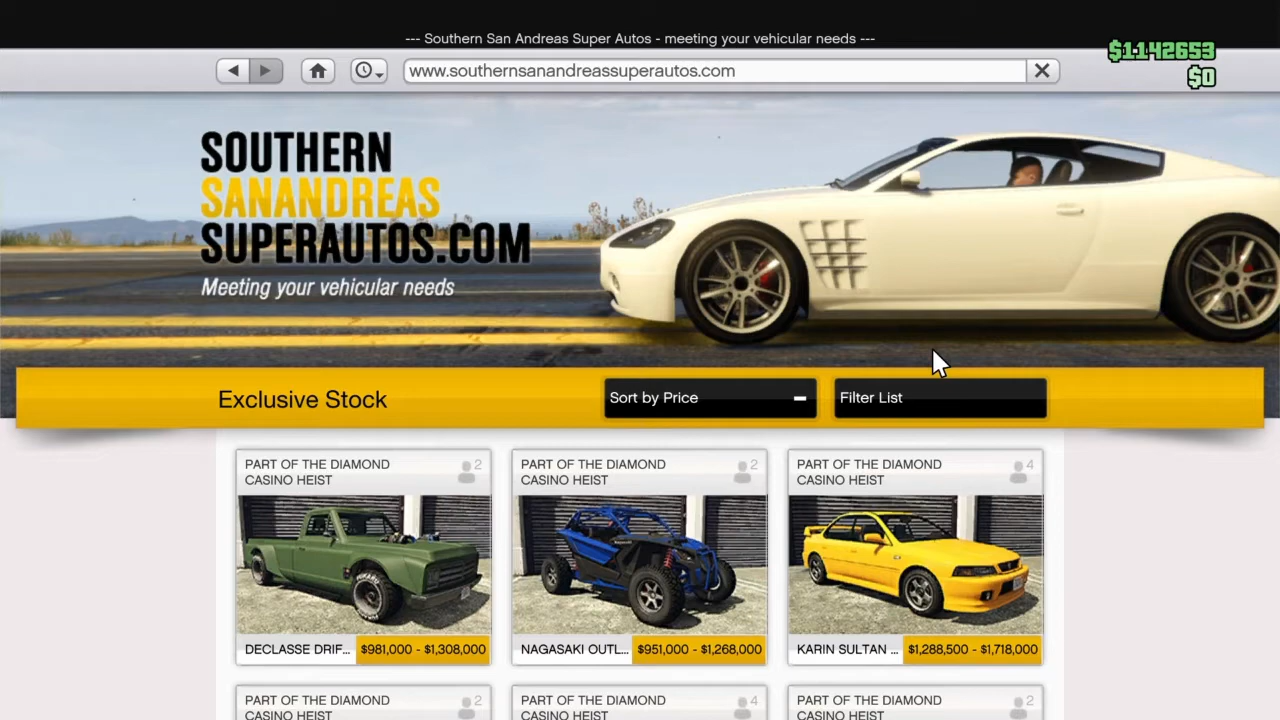 --- Southern San Andreas Super Autos - meeting your vehicular needs ---
$1142653
www.southernsanandreassuperautos.com
$0
SOUTHERN
SANANDREAS
SUPERAUTOS.COM
Meeting your vehicular needs
Exclusive Stock
Sort by Price
Filter List
PART OF THE DIAMOND
CASINO HEIST
2
PART OF THE DIAMOND
CASINO HEIST
2
PART OF THE DIAMOND
CASINO HEIST
4
DECLASSE DRIF...
$981,000 - $1,308,000
NAGASAKI OUTL...
$951,000 - $1,268,000
KARIN SULTAN ...
$1,288,500 - $1,718,000
PART OF THE DIAMOND
CASINO HEIST
2
PART OF THE DIAMOND
CASINO HEIST
4
PART OF THE DIAMOND
CASINO HEIST
2